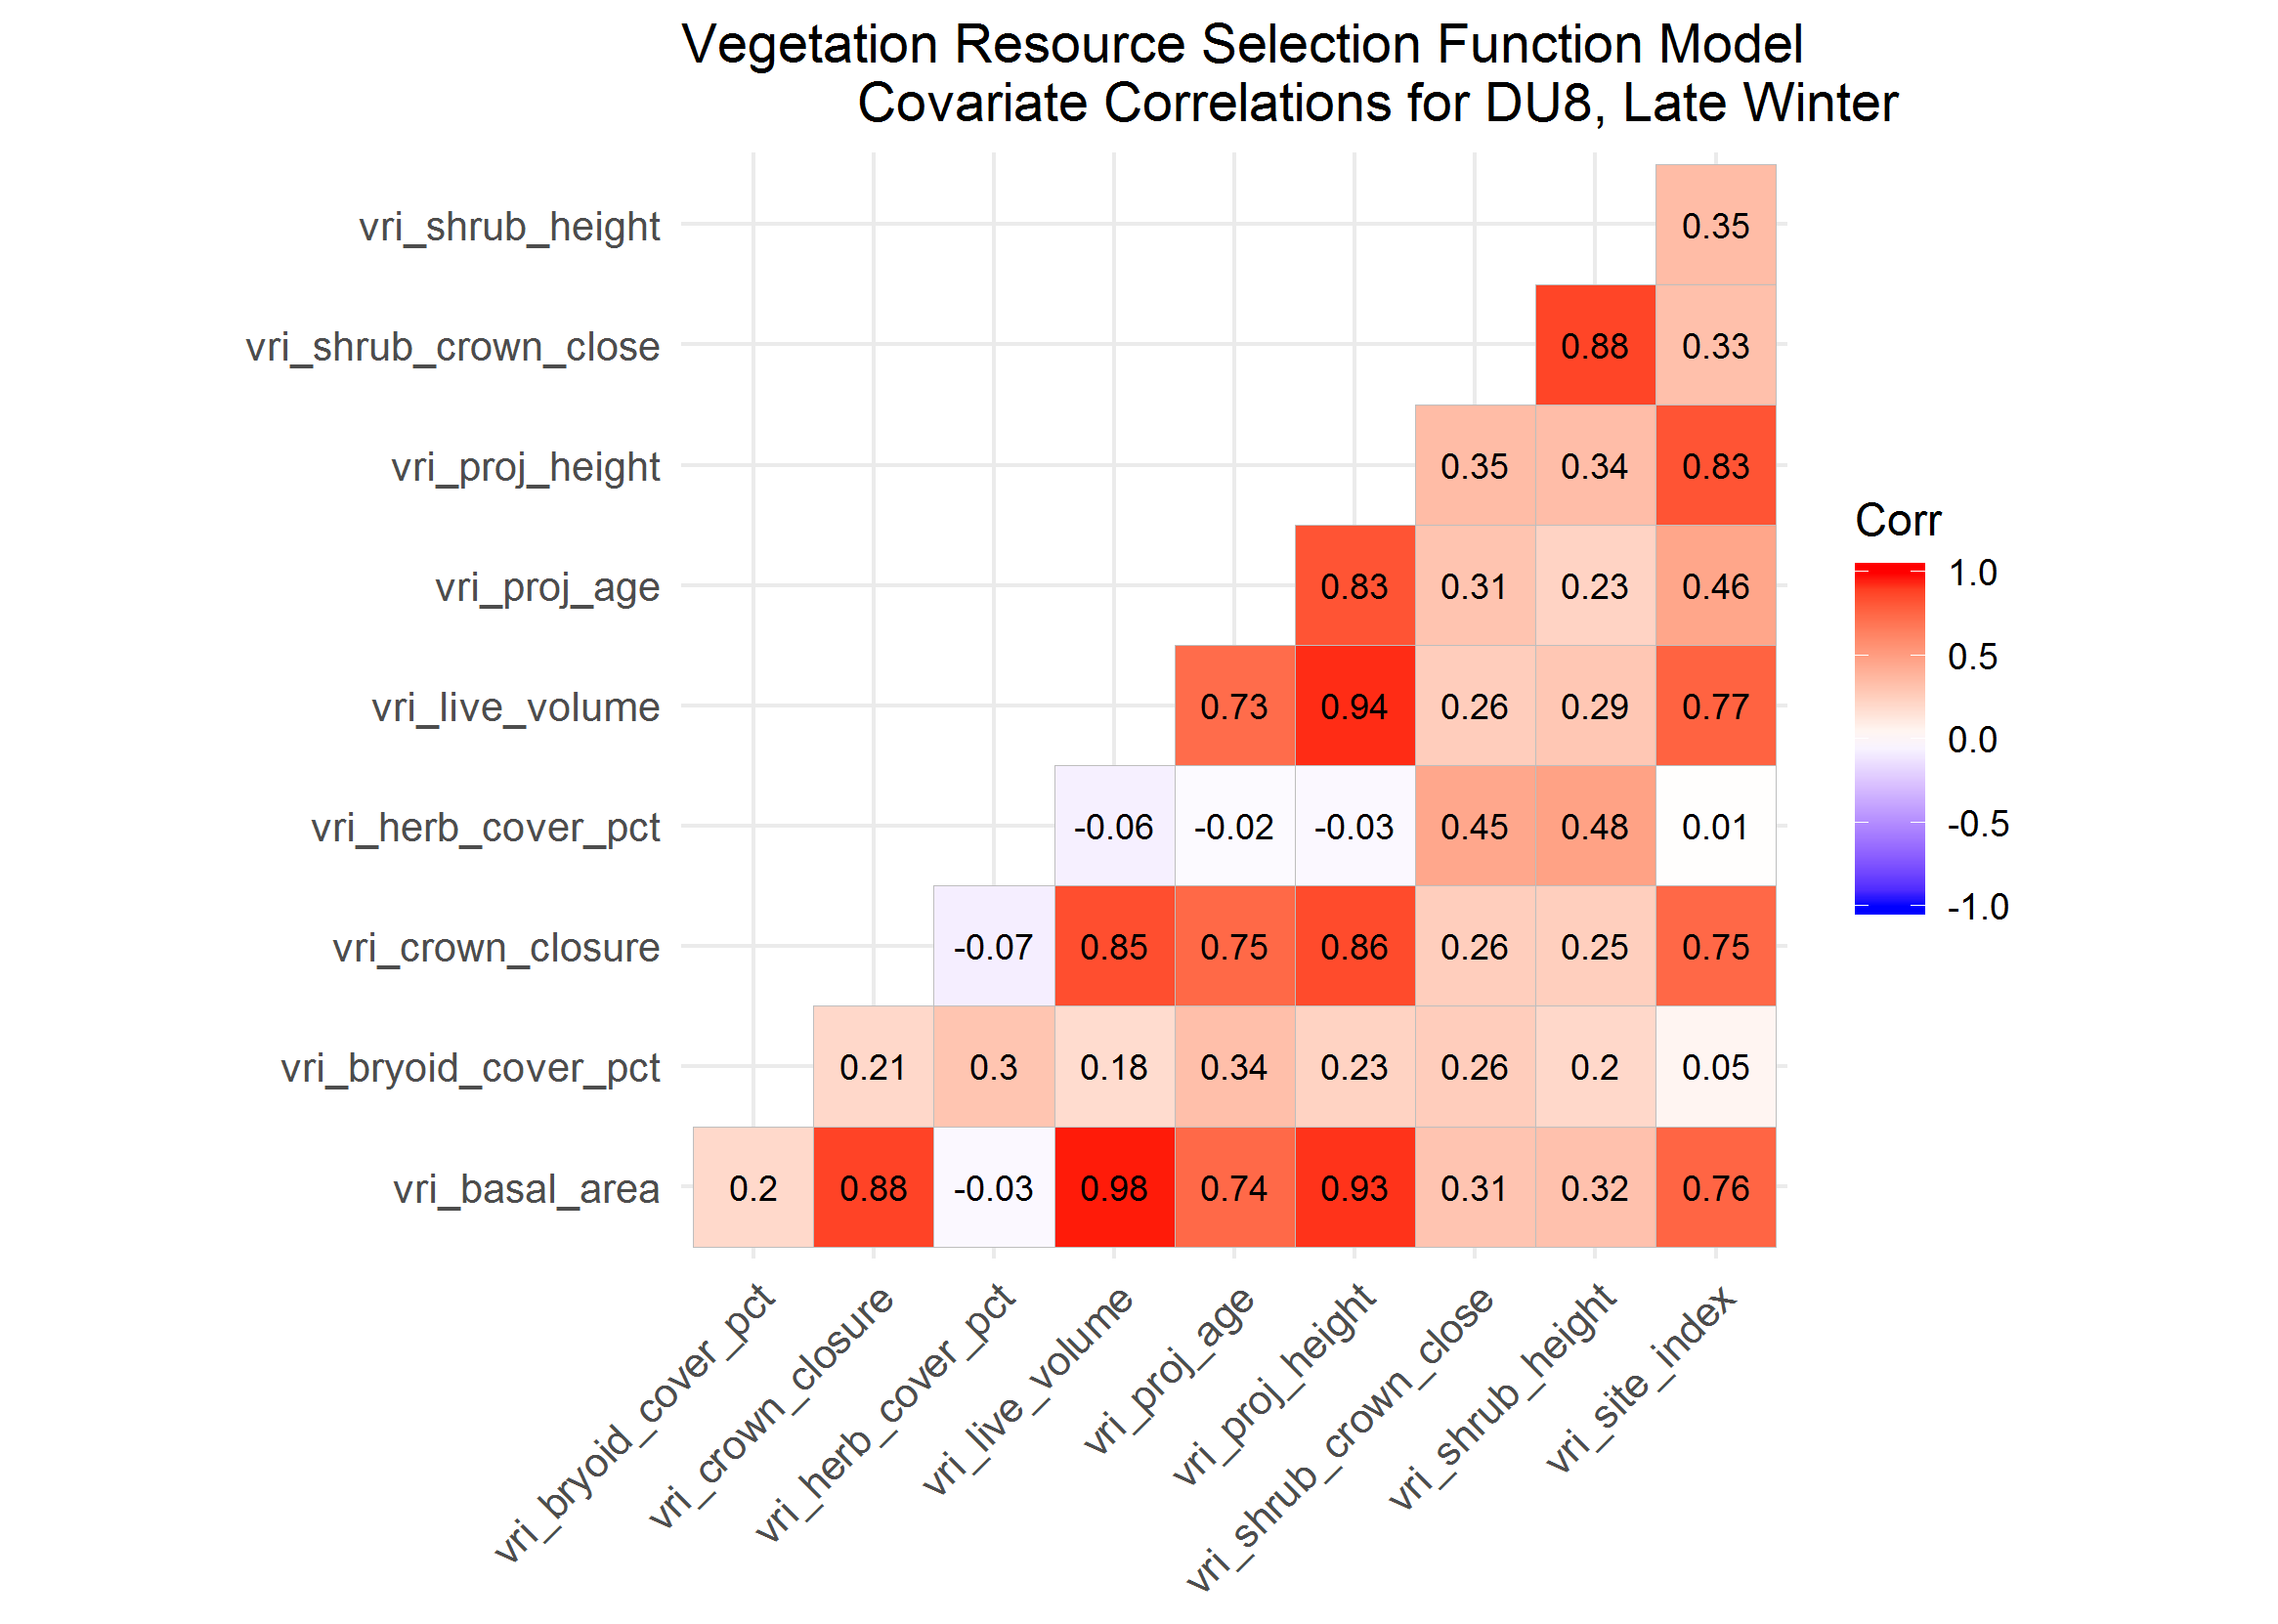 Vegetation Resource Selection Function Model
Covariate Correlations for DU8, Late Winter
vri_shrub_height 0.35
vri_shrub_crown_close 0.88 0.33
vri_proj_height 0.35 0.34 0.83
vri_proj_age 0.83 0.31 0.23 0.46
vri_live_volume 0.73 0.94 0.26 0.29 0.77
vri_herb_cover_pct -0.06 -0.02 -0.03 0.45 0.48 0.01
vri_crown_closure -0.07 0.85 0.75 0.86 0.26 0.25 0.75
vri_bryoid_cover_pct 0.21 0.3 0.18 0.34 0.23 0.26 0.2 0.05
vri_basal_area 0.2 0.88 -0.03 0.98 0.74 0.93 0.31 0.32 0.76
vri_bryoid_cover_pct
vri_crown_closure
vri_herb_cover_pct
vri_live_volume
vri_proj_age
vri_proj_height
vri_shrub_crown_close
vri_shrub_height
vri_site_index
Corr
1.0
0.5
0.0
-0.5
-1.0